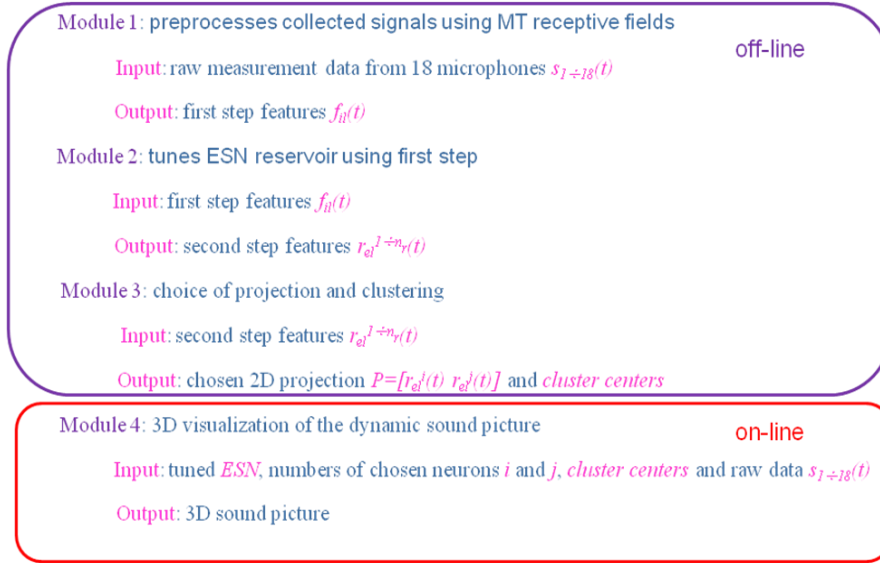 Module 1: preprocesses collected signals using MT receptive fields
off-line
Input: raw measurement data from 18 microphones s1÷18(t)
Output: first step features fil(t)
Module 2: tunes ESN reservoir using first step
Input: first step features fil(t)
Output: second step features rel1÷nr(t)
Module 3: choice of projection and clustering
Input: second step features rel1÷nr(t)
Output: chosen 2D projection P=[reli(t) relj(t)] and cluster centers
Module 4: 3D visualization of the dynamic sound picture
on-line
Input: tuned ESN, numbers of chosen neurons i and j, cluster centers and raw data s1÷18(t)
Output: 3D sound picture